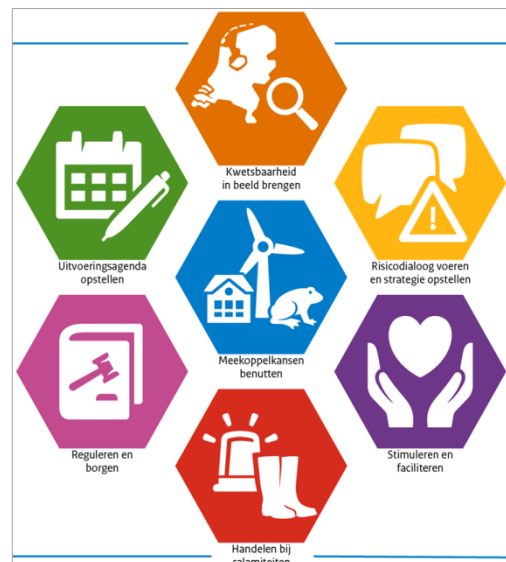 Kwetsbaarheid
in beeld brengen
Uitvoeringsagenda
opstellen
Risicodialoog voeren
en strategie opstellen
Meekoppelkansen
benutten
Reguleren en
borgen
Stimuleren en
faciliteren
Handelen bij
calamiteiten